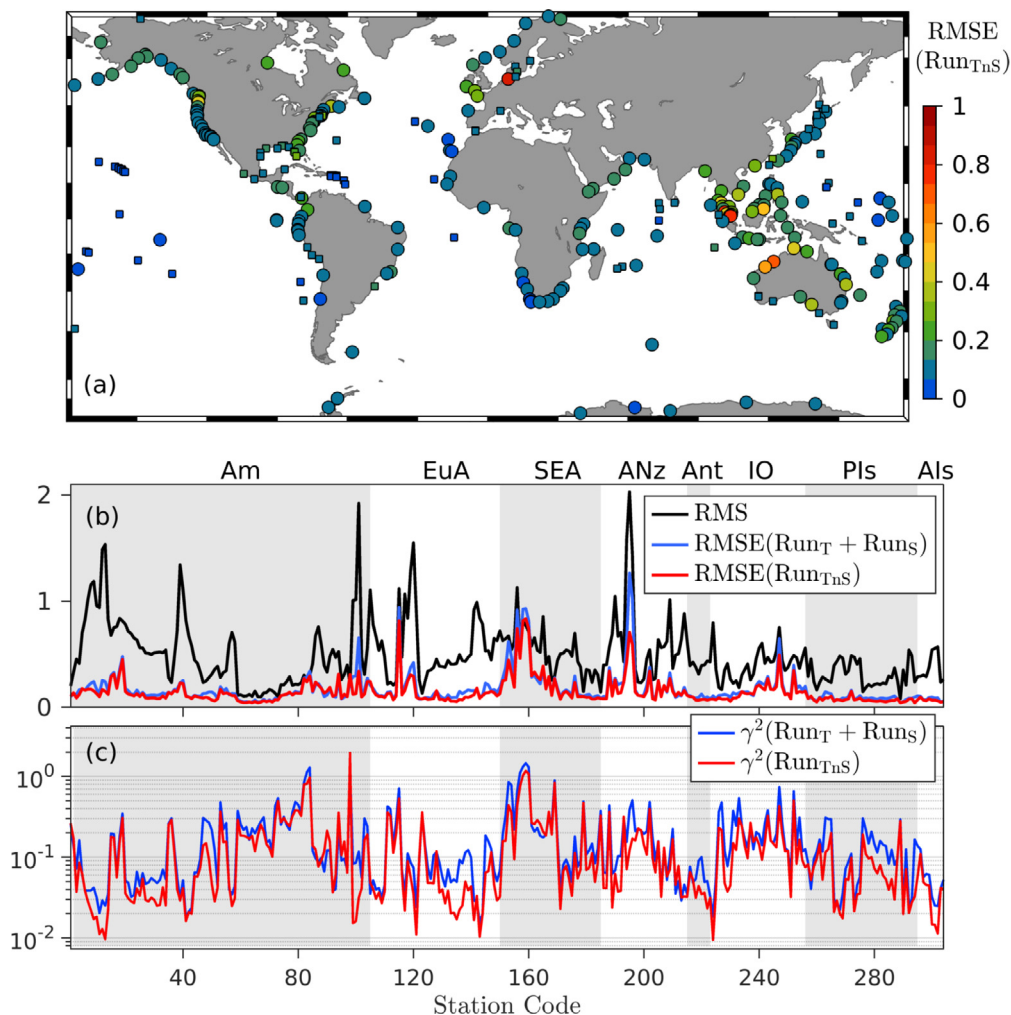 RMSE
(Run_TnS)
1
0.8
0.6
0.4
0.2
0
(a)
Am EuA SEA ANz Ant IO PIs AIs
2
(b)
RMS
RMSE(Run_T + Run_S)
RMSE(Run_TnS)
1
0
(c)
γ²(Run_T + Run_S)
γ²(Run_TnS)
10⁰
10⁻¹
10⁻²
40 80 120 160 200 240 280
Station Code